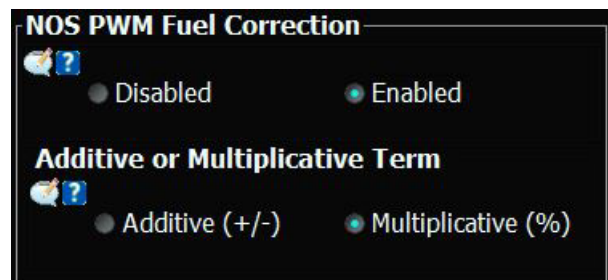 NOS PWM Fuel Correction
?
Disabled Enabled
Additive or Multiplicative Term
?
Additive (+/-) Multiplicative (%)